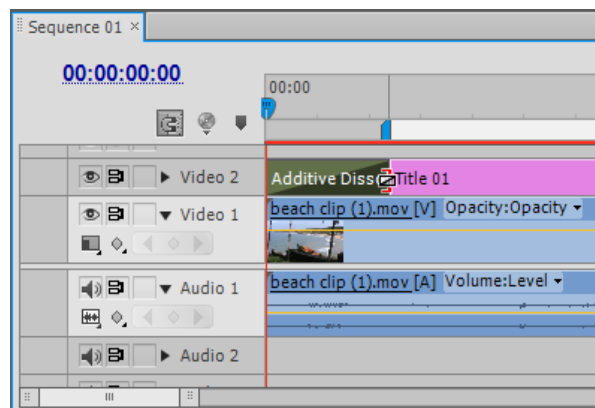 Sequence 01 ×
00:00:00:00
00:00
Video 2
Additive Diss
Title 01
Video 1
beach clip (1).mov [V] Opacity:Opacity
Audio 1
beach clip (1).mov [A] Volume:Level
Audio 2